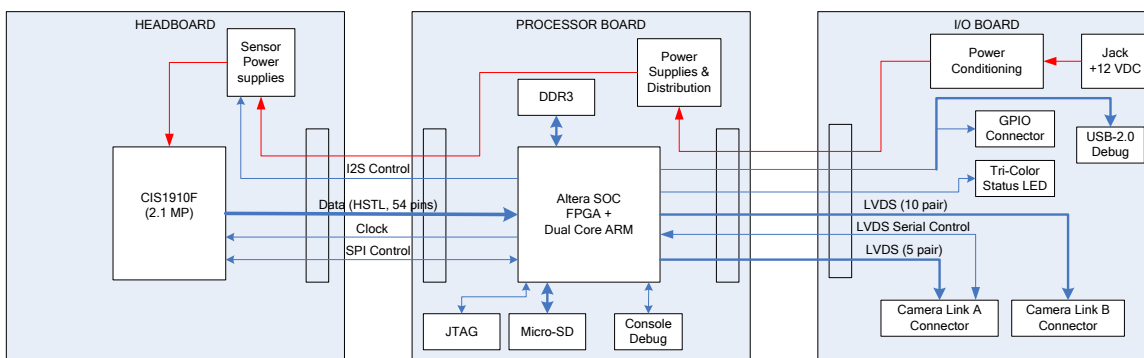 HEADBOARD
Sensor
Power
supplies
CIS1910F
(2.1 MP)
I2S Control
Data (HSTL, 54 pins)
Clock
SPI Control
PROCESSOR BOARD
DDR3
Power
Supplies &
Distribution
Altera SOC
FPGA +
Dual Core ARM
JTAG
Micro-SD
Console
Debug
I/O BOARD
Power
Conditioning
Jack
+12 VDC
GPIO
Connector
USB-2.0
Debug
Tri-Color
Status LED
LVDS (10 pair)
LVDS Serial Control
LVDS (5 pair)
Camera Link A
Connector
Camera Link B
Connector